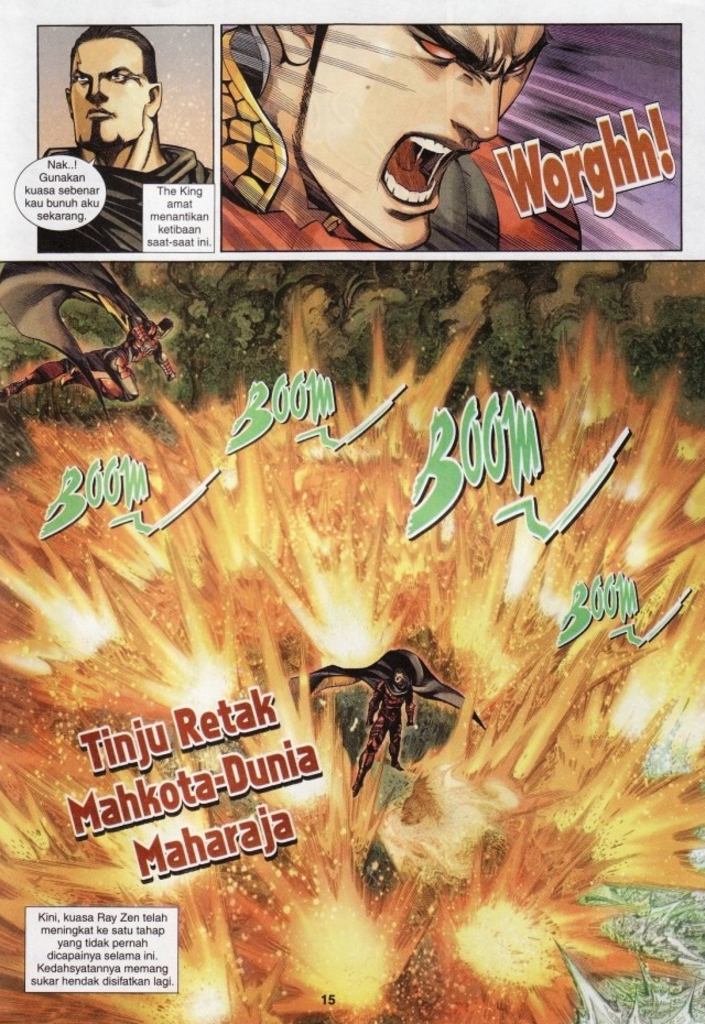 Nak..!
Gunakan
kuasa sebenar
kau bunuh aku
sekarang.
The King
amat
menantikan
ketibaan
saat-saat ini.
Worghh!
BOOM
BOOM
BOOM
BOOM
Tinju Retak
Mahkota-Dunia
Maharaja
Kini, kuasa Ray Zen telah
meningkat ke satu tahap
yang tidak pernah
dicapainya selama ini.
Kedahsyatannya memang
sukar hendak disifatkan lagi.
15